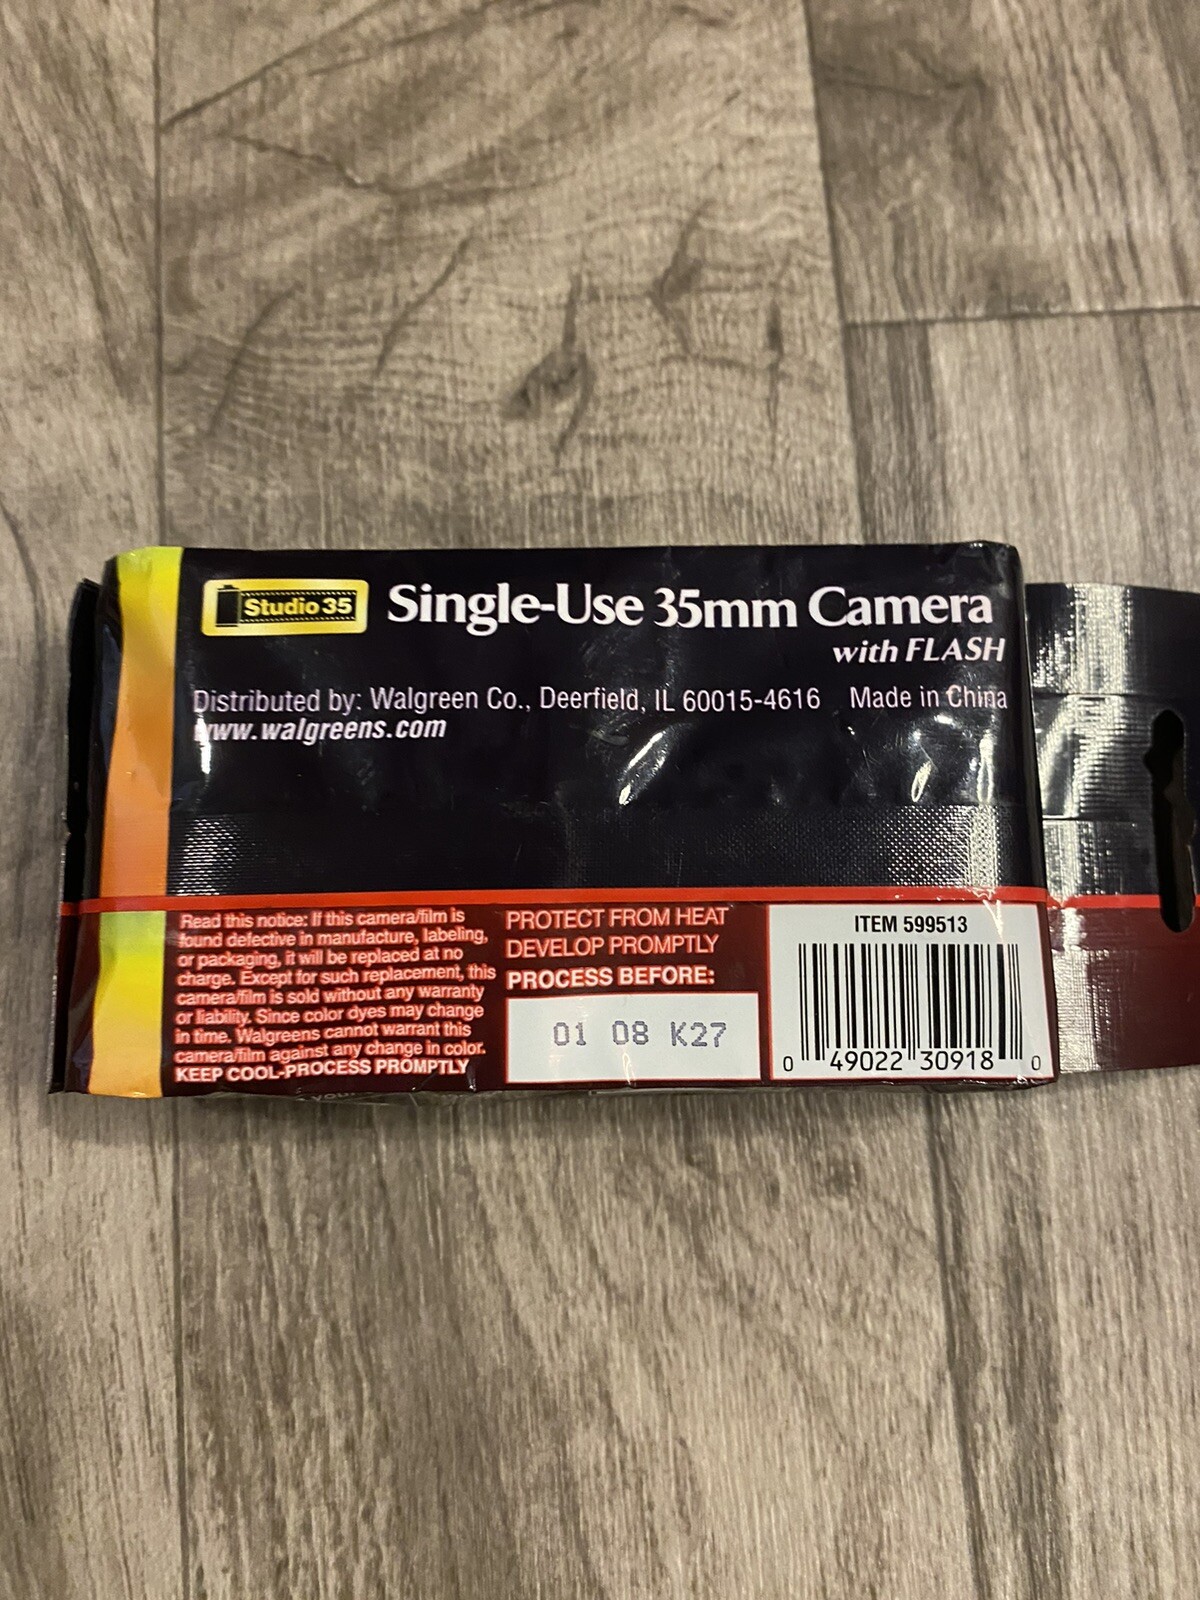 Studio 35
Single-Use 35mm Camera
with FLASH
Distributed by: Walgreen Co., Deerfield, IL 60015-4616 Made in China
www.walgreens.com
Read this notice: If this camera/film is
found defective in manufacture, labeling,
or packaging, it will be replaced at no
charge. Except for such replacement, this
camera/film is sold without any warranty
or liability. Since color dyes may change
in time. Walgreens cannot warrant this
camera/film against any change in color.
KEEP COOL-PROCESS PROMPTLY
PROTECT FROM HEAT
DEVELOP PROMPTLY
PROCESS BEFORE:
01 08 K27
ITEM 599513
0 49022 30918 0